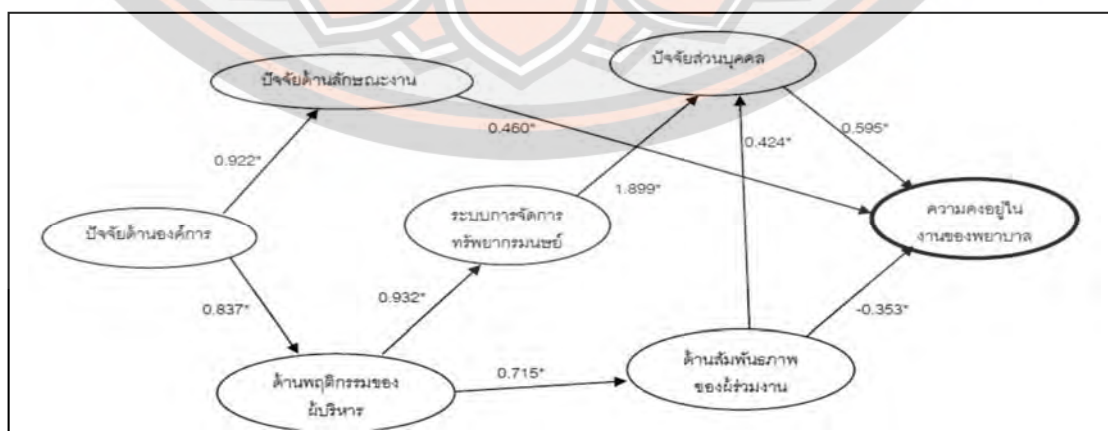 ปัจจัยส่วนบุคคล
ปัจจัยด้านลักษณะงาน
0.460*
0.424*
0.595*
0.922*
1.899*
ระบบการจัดการ
ทรัพยากรมนุษย์
ความคงอยู่ใน
งานของพยาบาล
ปัจจัยด้านองค์การ
0.837*
0.932*
-0.353*
ด้านสัมพันธภาพ
ของผู้ร่วมงาน
0.715*
ด้านพฤติกรรมของ
ผู้บริหาร